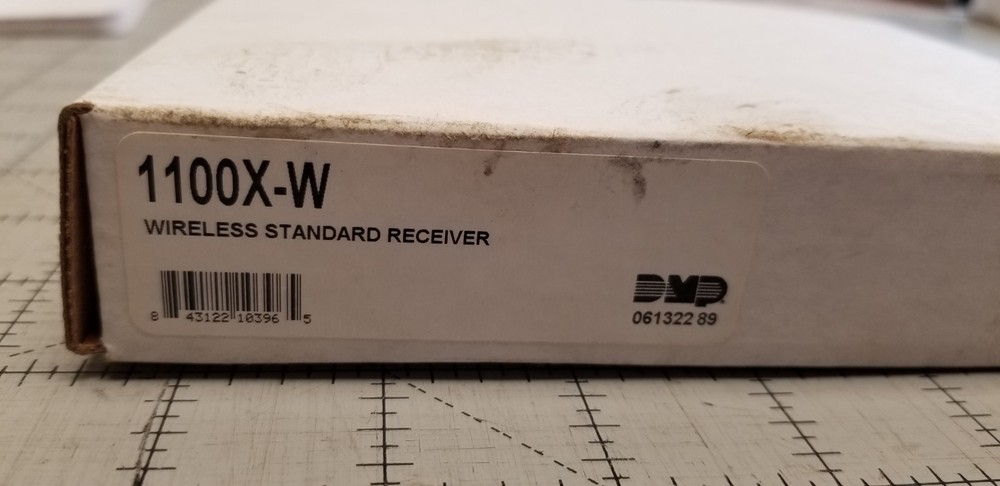 1100X-W
WIRELESS STANDARD RECEIVER
8 43122 10396 5
DMP
061322 89